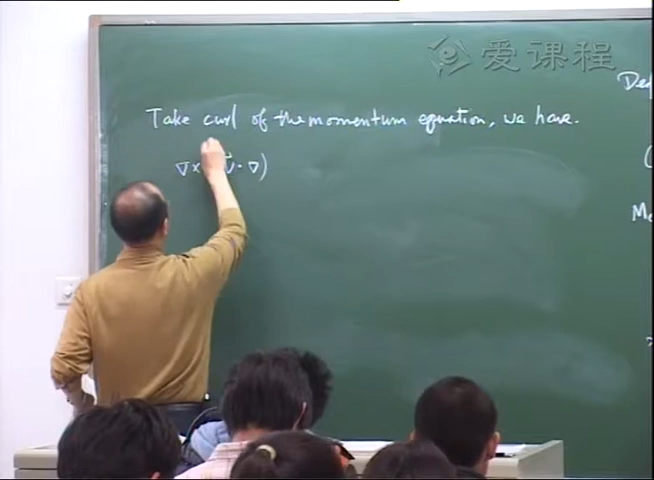 爱课程
Take curl of the momentum equation, we have.
∇× V⃗·∇)